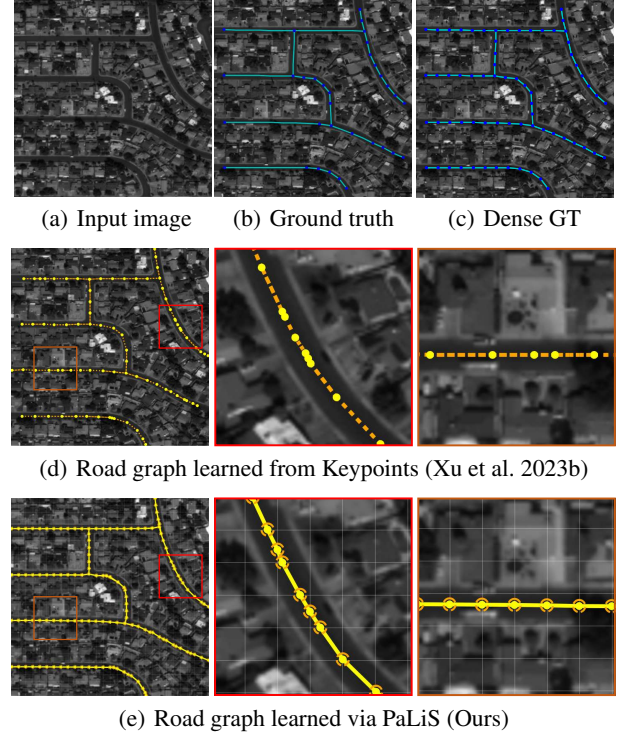 (a) Input image
(b) Ground truth
(c) Dense GT
(d) Road graph learned from Keypoints (Xu et al. 2023b)
(e) Road graph learned via PaLiS (Ours)